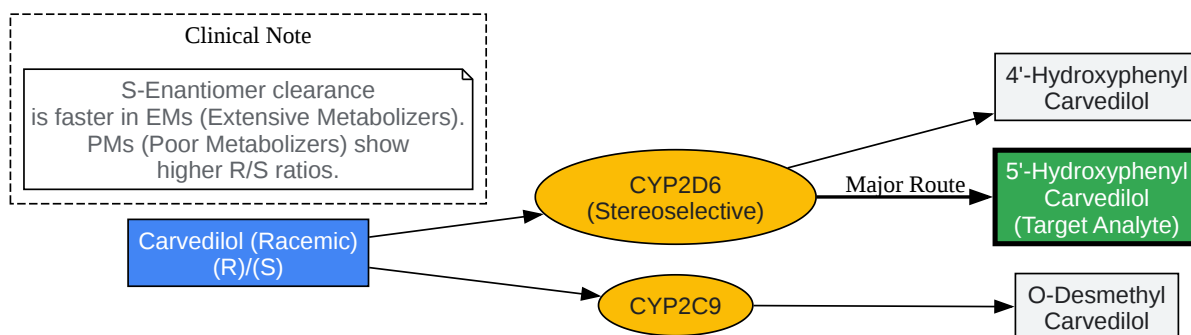 Clinical Note
S-Enantiomer clearance
is faster in EMs (Extensive Metabolizers).
PMs (Poor Metabolizers) show
higher R/S ratios.
Carvedilol (Racemic)
(R)/(S)
CYP2D6
(Stereoselective)
CYP2C9
Major Route
4'-Hydroxyphenyl
Carvedilol
5'-Hydroxyphenyl
Carvedilol
(Target Analyte)
O-Desmethyl
Carvedilol